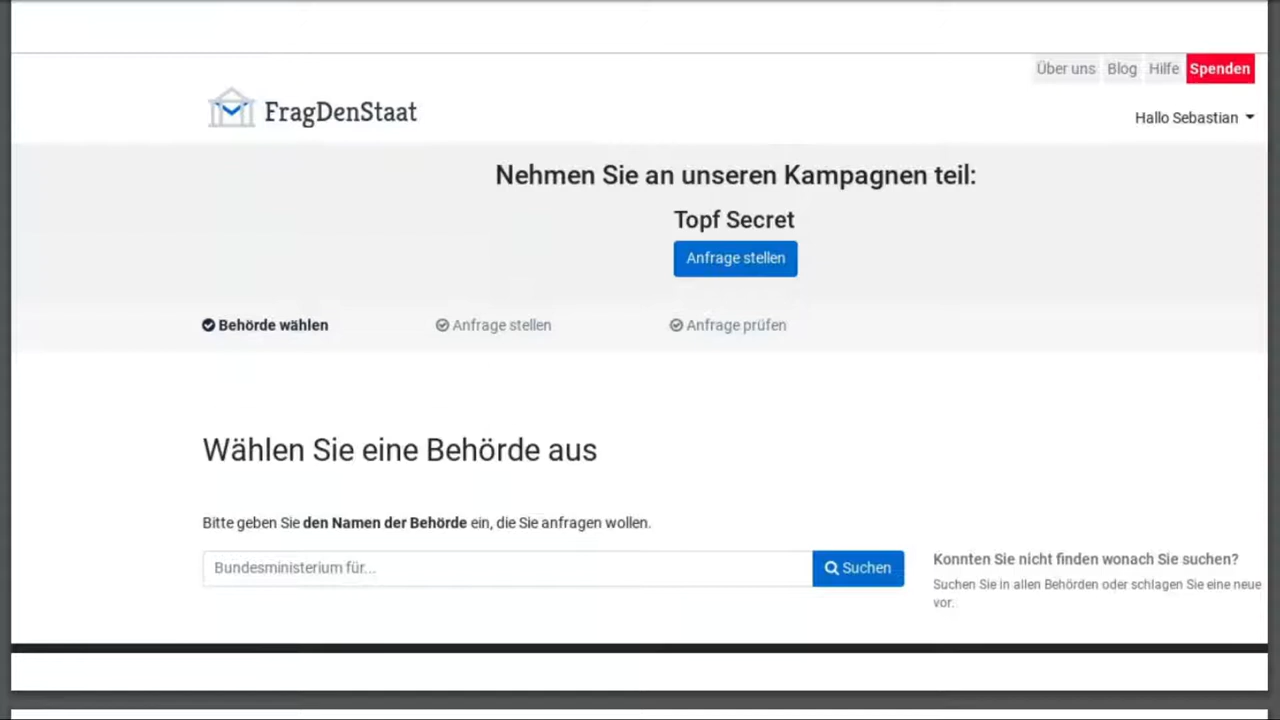 Über uns Blog Hilfe Spenden
FragDenStaat
Hallo Sebastian
Nehmen Sie an unseren Kampagnen teil:
Topf Secret
Anfrage stellen
Behörde wählen Anfrage stellen Anfrage prüfen
Wählen Sie eine Behörde aus
Bitte geben Sie den Namen der Behörde ein, die Sie anfragen wollen.
Bundesministerium für... Suchen
Konnten Sie nicht finden wonach Sie suchen?
Suchen Sie in allen Behörden oder schlagen Sie eine neue
vor.